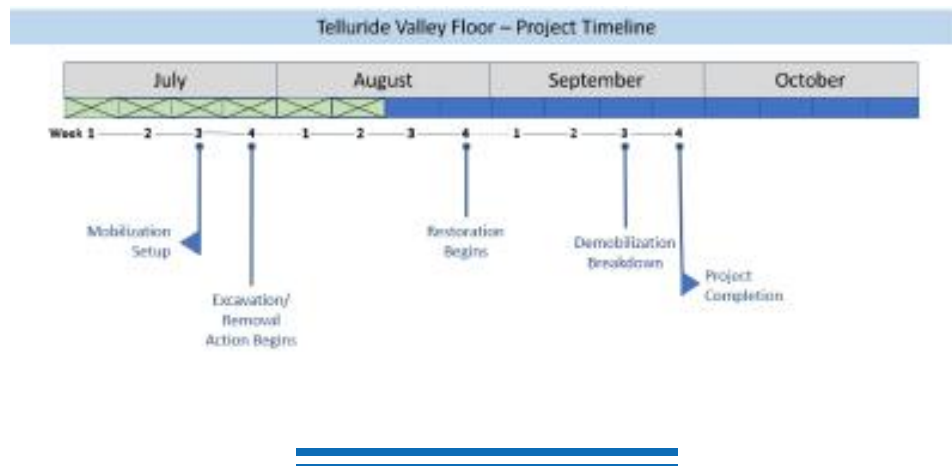 Telluride Valley Floor – Project Timeline
July August September October
Week 1 2 3 4 1 2 3 4 1 2 3 4
Mobilization
Setup
Excavation/
Removal
Action Begins
Restoration
Begins
Demobilization
Breakdown
Project
Completion